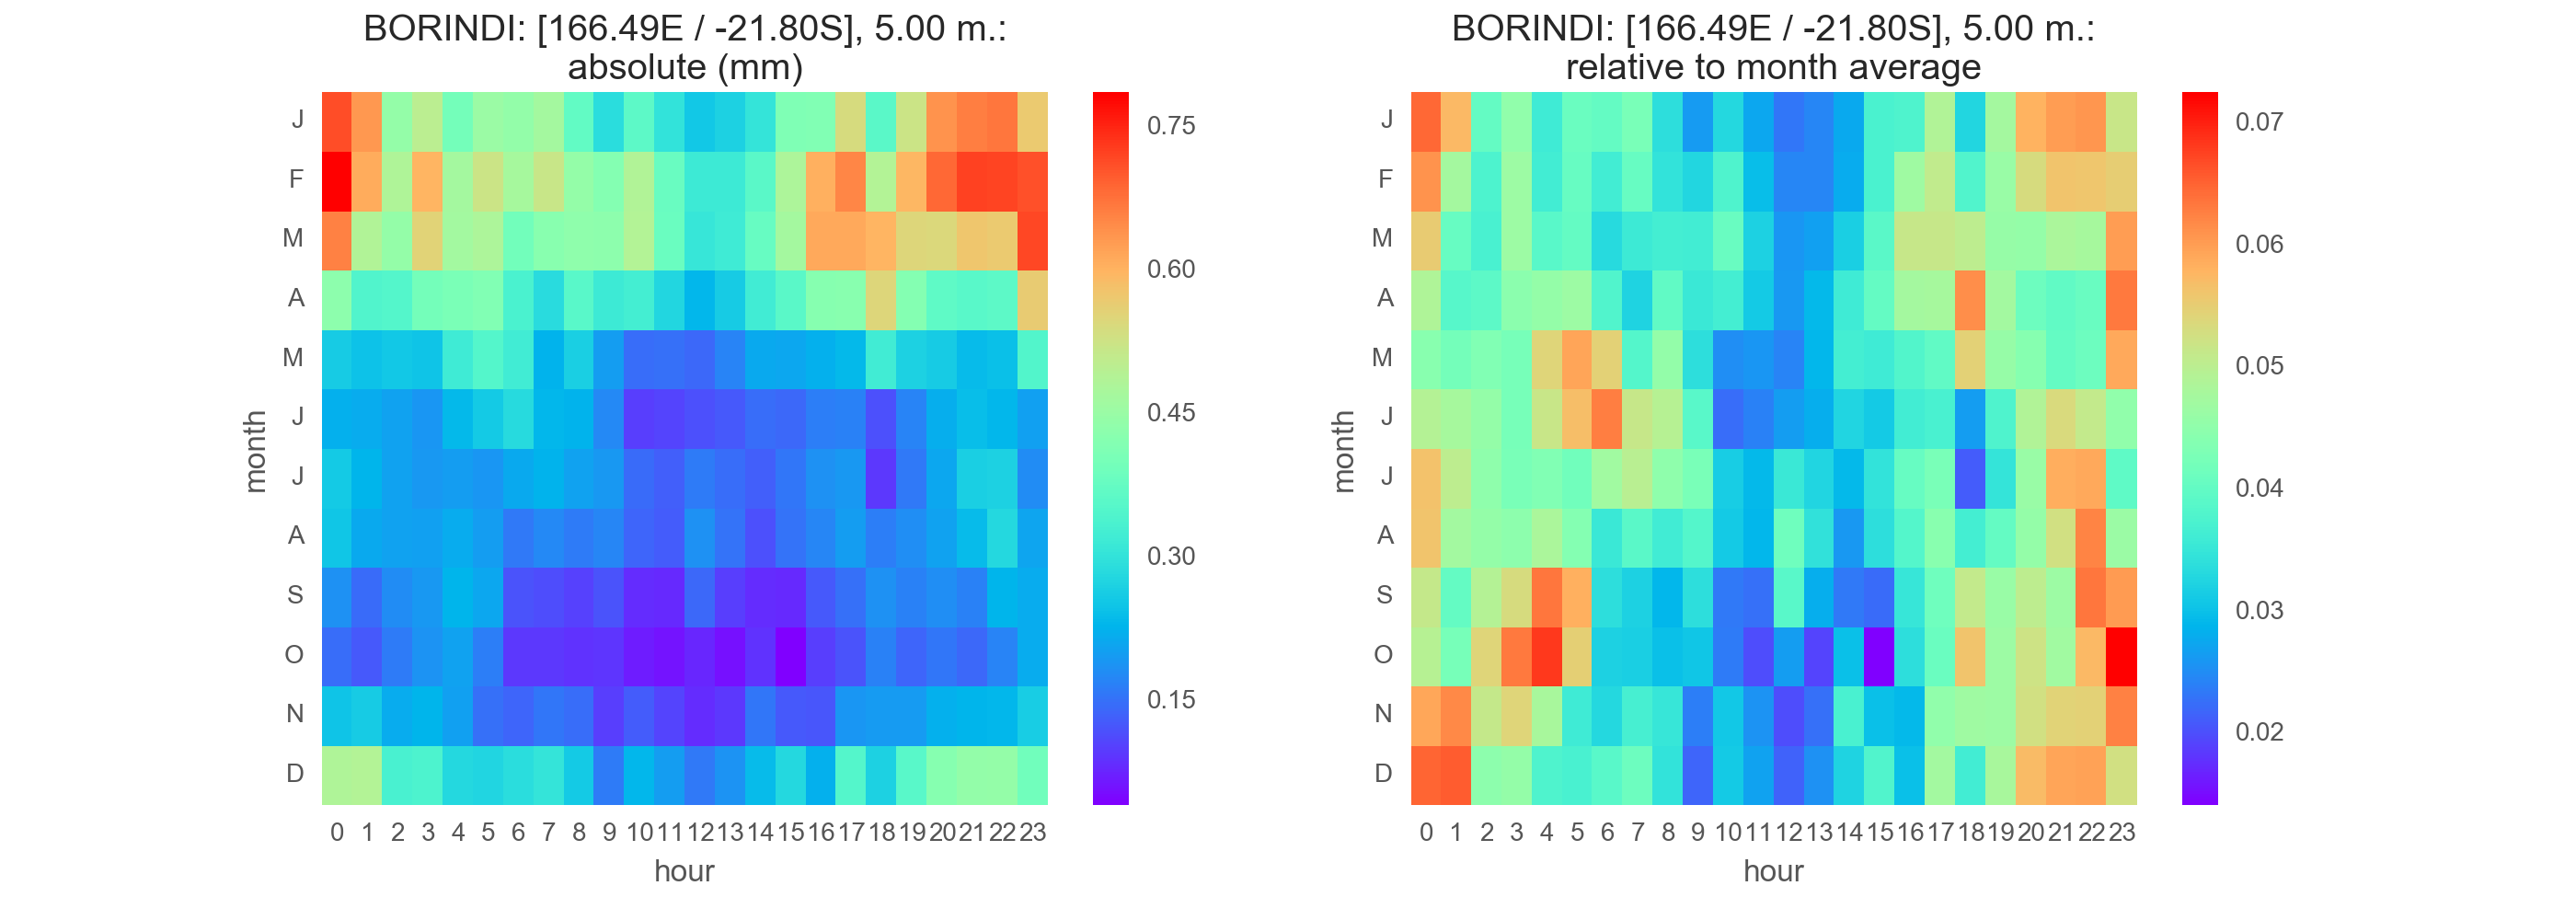 BORINDI: [166.49E / -21.80S], 5.00 m.:
absolute (mm)
J
F
M
A
M
J
J
A
S
O
N
D
month
0 1 2 3 4 5 6 7 8 9 10 11 12 13 14 15 16 17 18 19 20 21 22 23
hour
0.75
0.60
0.45
0.30
0.15
BORINDI: [166.49E / -21.80S], 5.00 m.:
relative to month average
J
F
M
A
M
J
J
A
S
O
N
D
month
0 1 2 3 4 5 6 7 8 9 10 11 12 13 14 15 16 17 18 19 20 21 22 23
hour
0.07
0.06
0.05
0.04
0.03
0.02